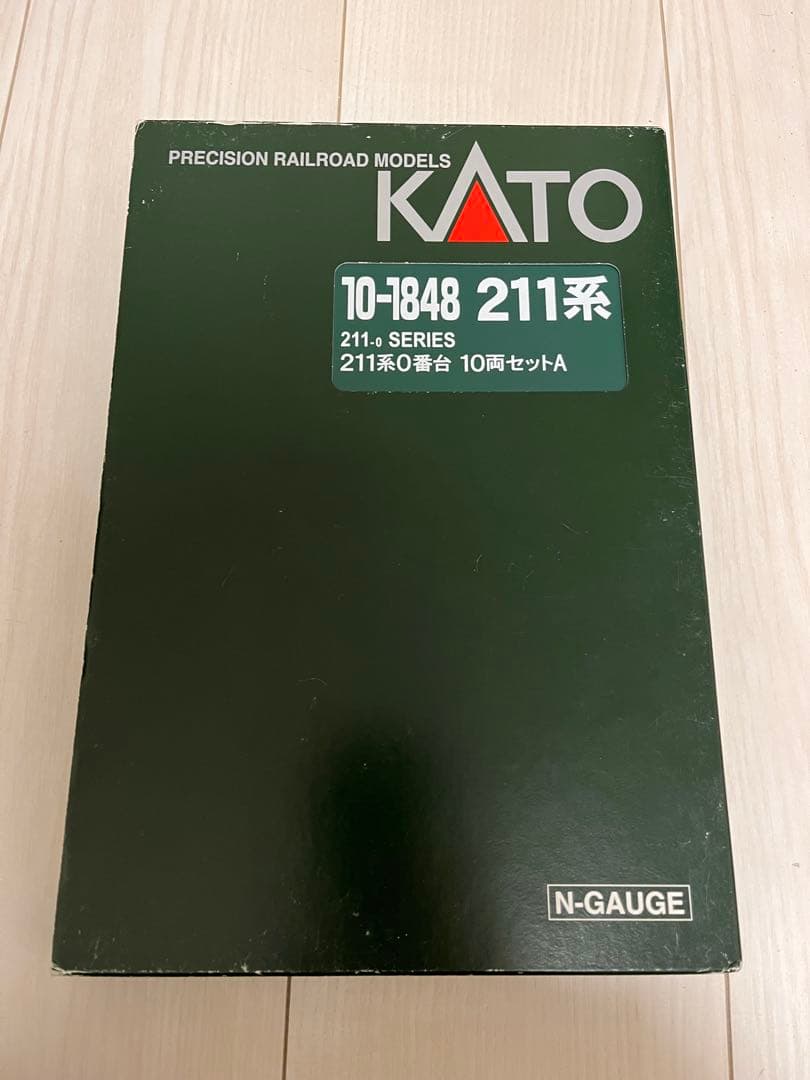 PRECISION RAILROAD MODELS
KATO
10-1848 211系
211-0 SERIES
211系0番台 10両セットA
N-GAUGE